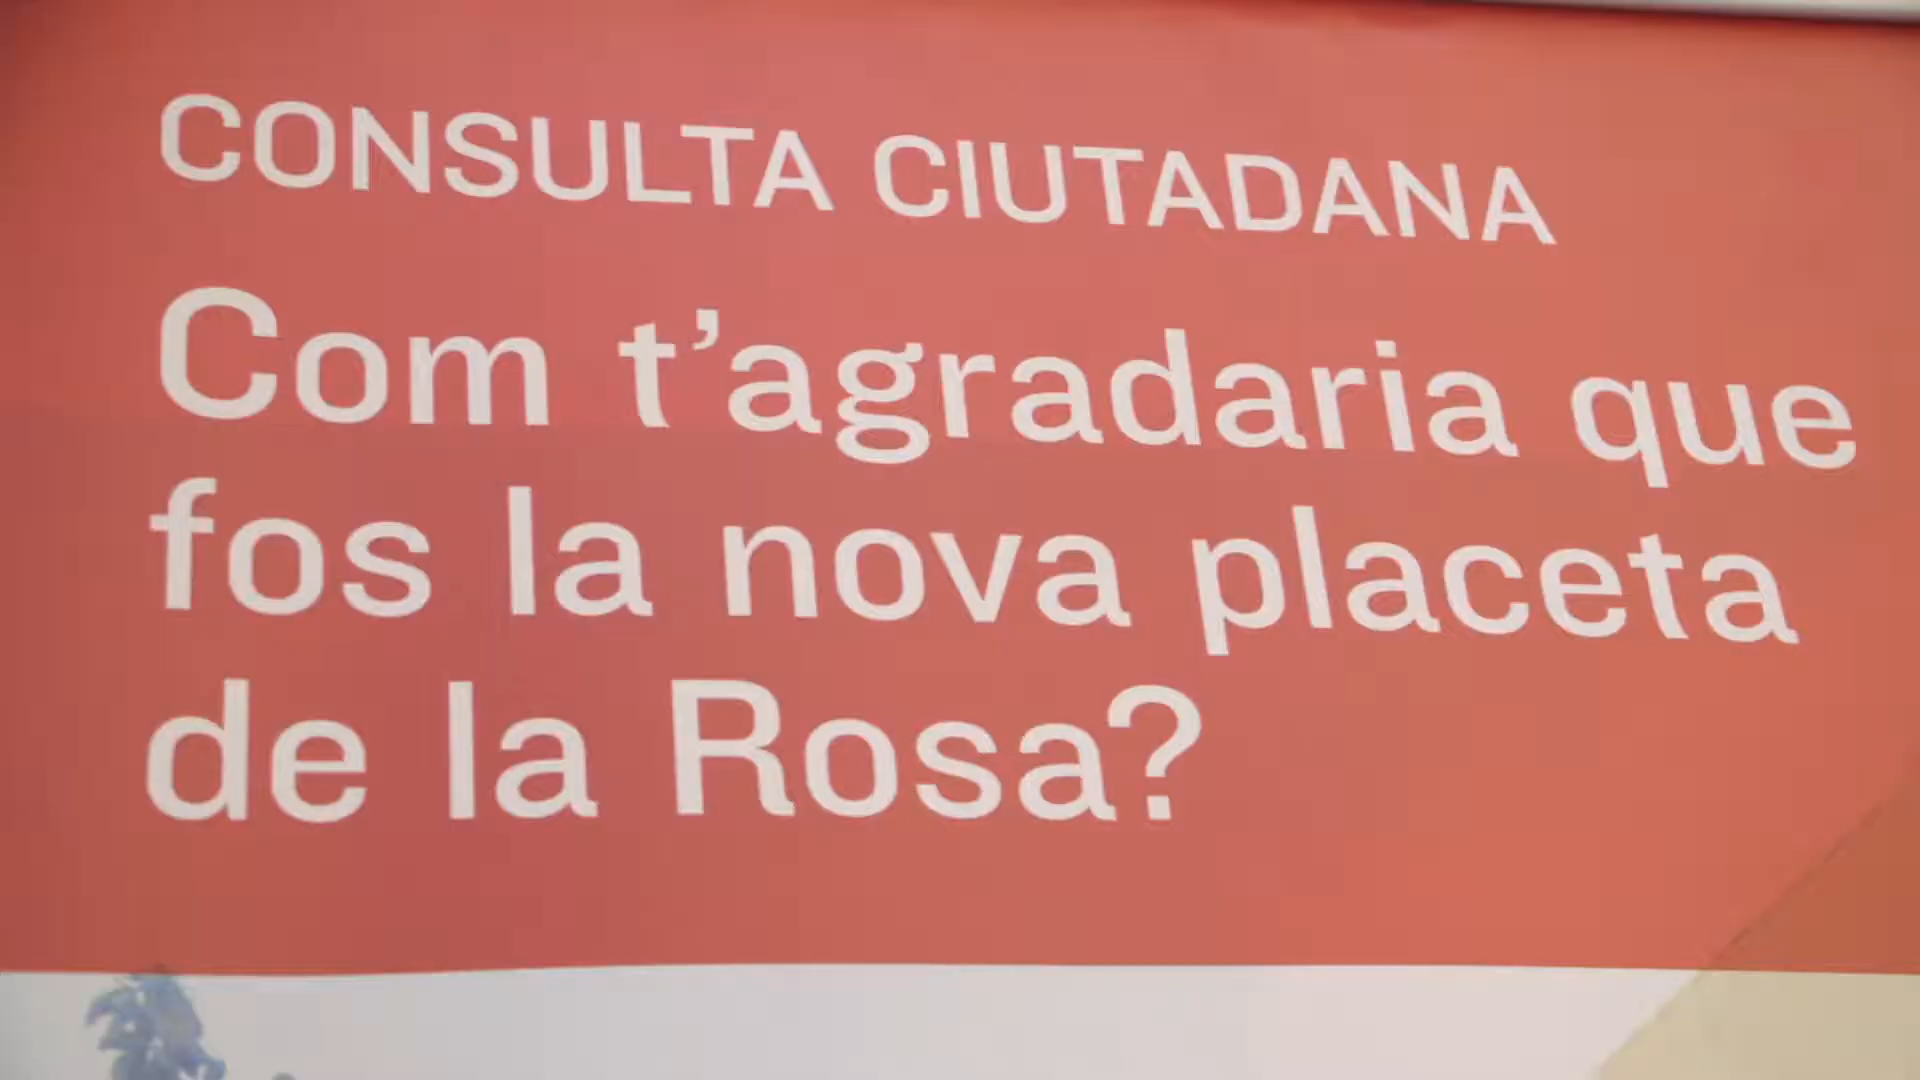 CONSULTA CIUTADANA
Com t’agradaria que
fos la nova placeta
de la Rosa?